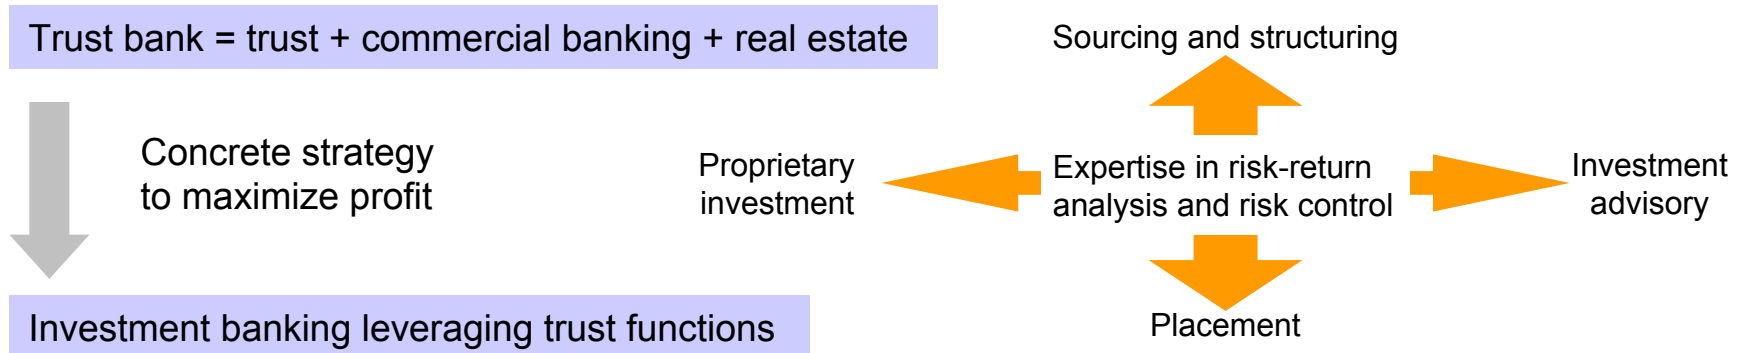 Trust bank = trust + commercial banking + real estate
Concrete strategy
to maximize profit
Investment banking leveraging trust functions
Sourcing and structuring
Proprietary
investment
Expertise in risk-return
analysis and risk control
Investment
advisory
Placement